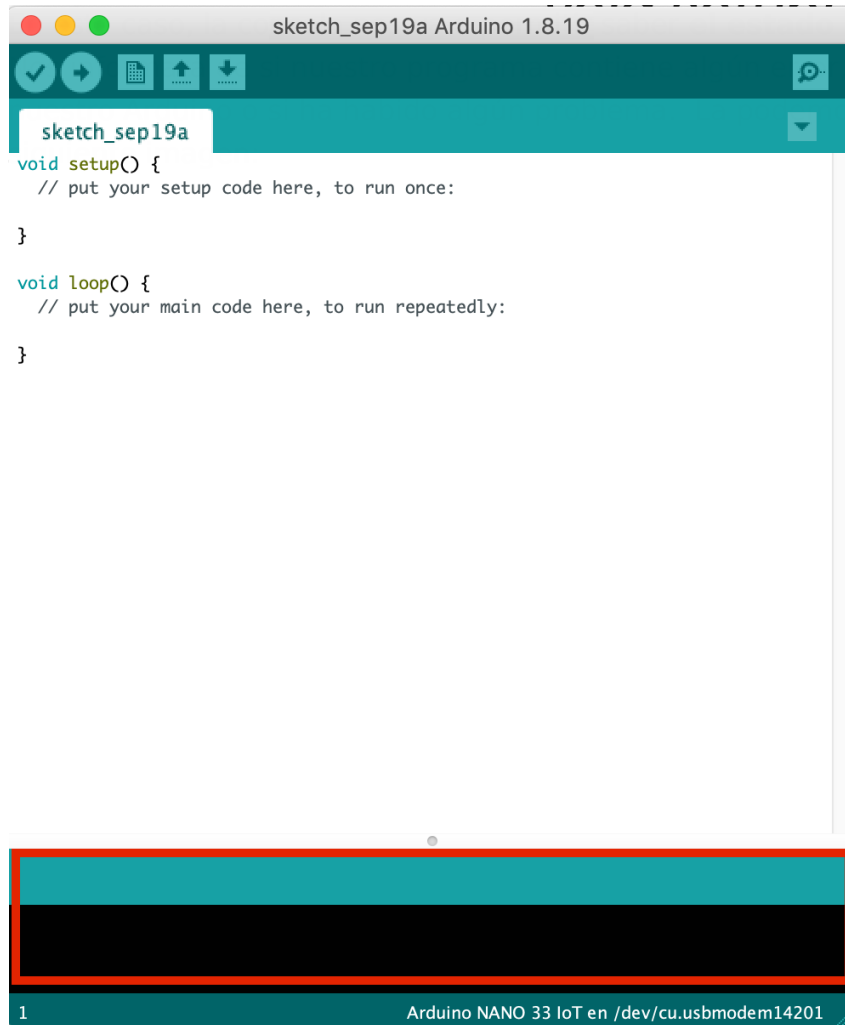 sketch_sep19a Arduino 1.8.19
sketch_sep19a
void setup() {
  // put your setup code here, to run once:
}
void loop() {
  // put your main code here, to run repeatedly:
}
1 Arduino NANO 33 IoT en /dev/cu.usbmodem14201